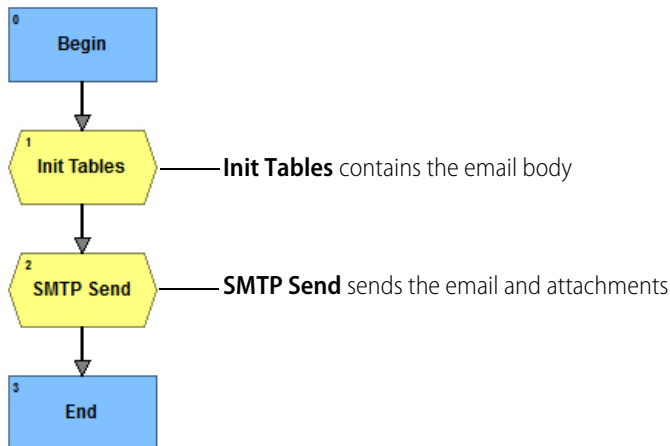 0
Begin
1
Init Tables
Init Tables contains the email body
2
SMTP Send
SMTP Send sends the email and attachments
3
End